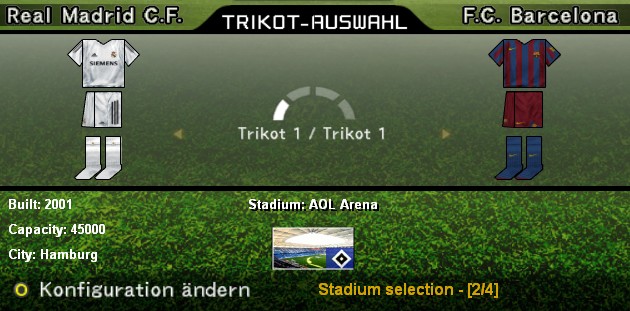 Real Madrid C.F.
TRIKOT-AUSWAHL
F.C. Barcelona
SIEMENS
Trikot 1 / Trikot 1
Built: 2001
Stadium: AOL Arena
Capacity: 45000
City: Hamburg
Konfiguration ändern
Stadium selection - [2/4]